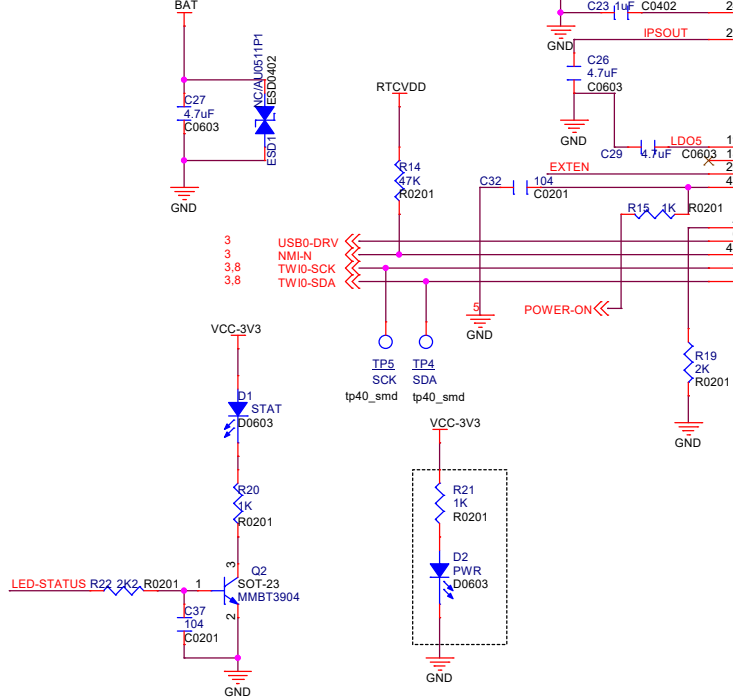 BAT
C23 1uF C0402
2
GND
IPSOUT
2
C26
4.7uF
C0603
NC/AU0511P1
ESD0402
ESD1
C27
4.7uF
C0603
GND
RTCVDD
GND
LDO5
1
C29 4.7uF C0603
1
EXTEN
2
R14
47K
R0201
C32 104
C0201
4
R15 1K R0201
3 USB0-DRV
3 NMI-N
4
3,8 TWI0-SCK
3,8 TWI0-SDA
5
GND
POWER-ON
VCC-3V3
TP5
SCK
tp40_smd
TP4
SDA
tp40_smd
R19
2K
R0201
GND
D1
STAT
D0603
VCC-3V3
R20
1K
R0201
R21
1K
R0201
D2
PWR
D0603
LED-STATUS R22 2K2 R0201
1
3
2
Q2
SOT-23
MMBT3904
C37
104
C0201
GND
GND